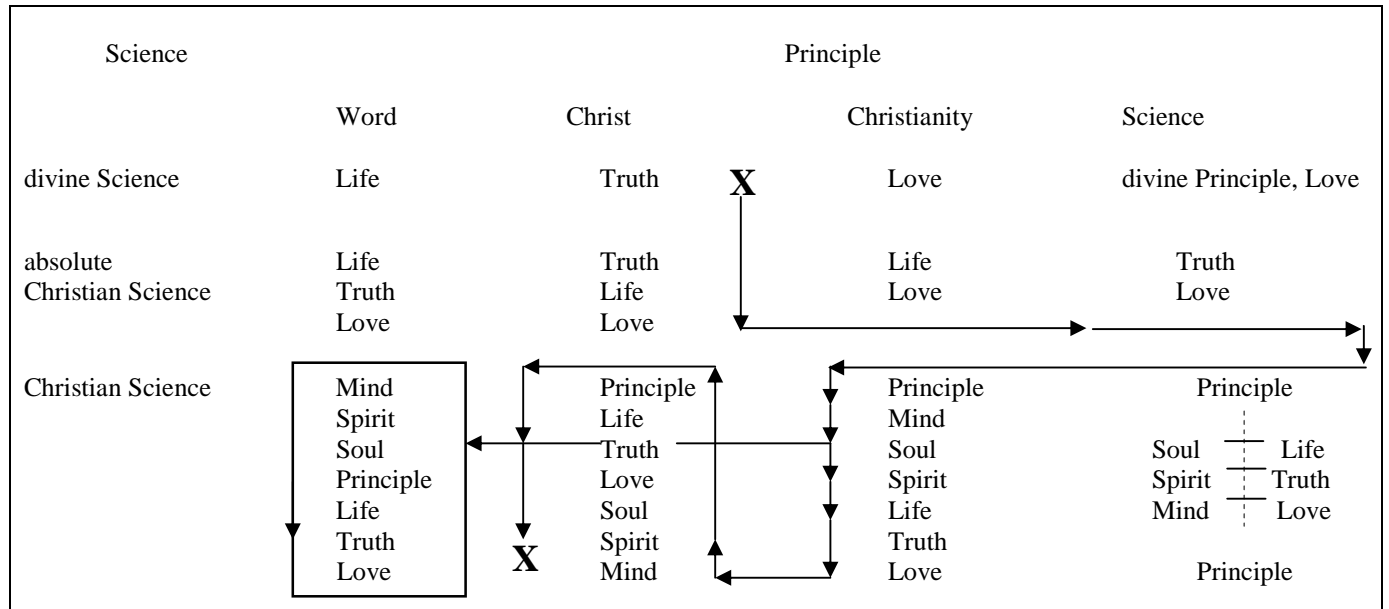 Science Principle
Word Christ Christianity Science
divine Science Life Truth X Love divine Principle, Love
absolute Life Truth Life Truth
Christian Science Truth Life Love Love
Love Love
Christian Science Mind Principle Principle Principle
Spirit Life Mind
Soul Truth Soul Soul Life
Principle Love Spirit Spirit Truth
Life Soul Life Mind Love
Truth Spirit Truth
X
Love Mind Love Principle